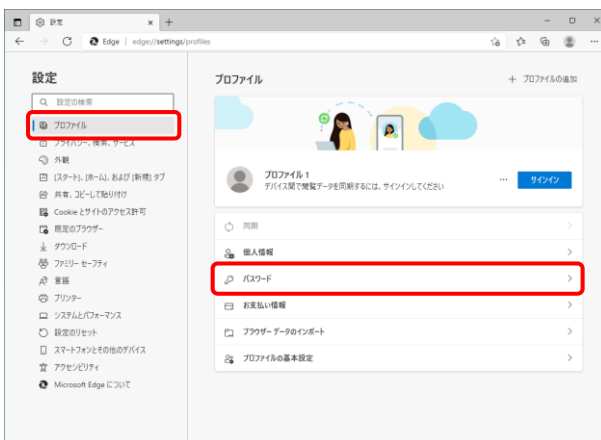 設定
Edge | edge://settings/profiles
設定
設定の検索
プロファイル
プライバシー、検索、サービス
外観
[スタート]、[ホーム]、および [新規] タブ
共有、コピーして貼り付け
Cookie とサイトのアクセス許可
既定のブラウザー
ダウンロード
ファミリー セーフティ
言語
プリンター
システムとパフォーマンス
設定のリセット
スマートフォンとその他のデバイス
アクセシビリティ
Microsoft Edge について
プロファイル
+ プロファイルの追加
プロファイル 1
デバイス間で閲覧データを同期するには、サインインしてください
サインイン
同期
個人情報
パスワード
お支払い情報
ブラウザー データのインポート
プロファイルの基本設定